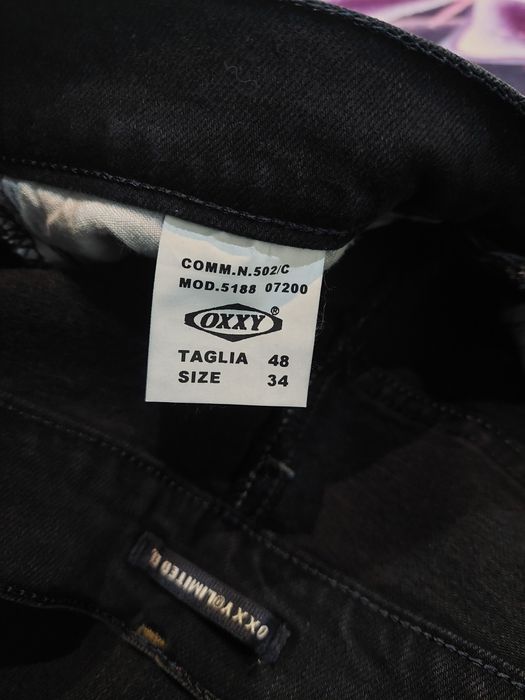 COMM.N.502/C
MOD.5188 07200
OXXY®
TAGLIA 48
SIZE 34
OXXY®LIMITED